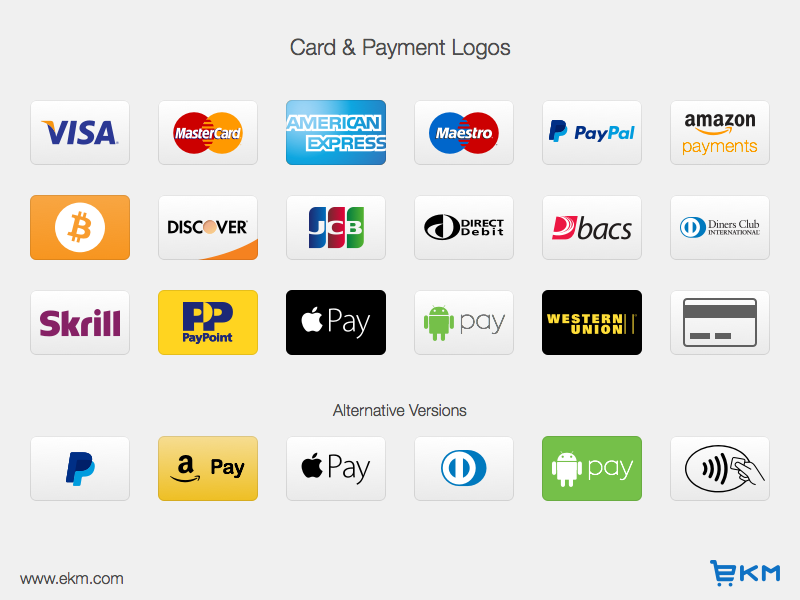 Card & Payment Logos
VISA
MasterCard
AMERICAN
EXPRESS
Maestro
PayPal
amazon
payments
DISCOVER
JCB
DIRECT
Debit
bacs
Diners Club
INTERNATIONAL
Skrill
PP
PayPoint
Pay
pay
WESTERN
UNION
Alternative Versions
a Pay
Pay
pay
www.ekm.com
EKM